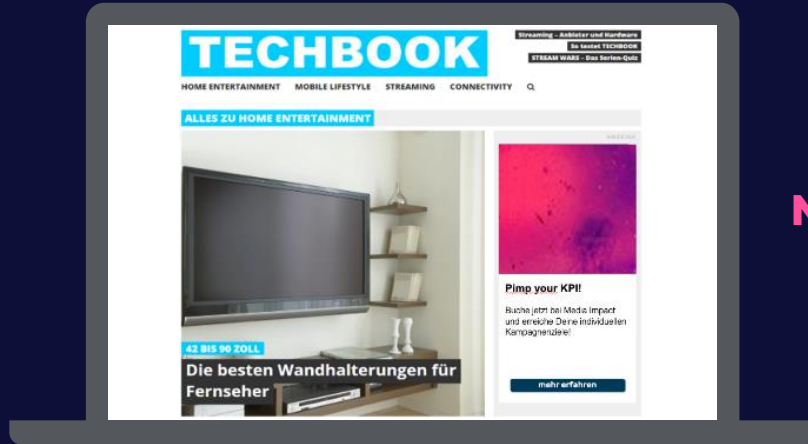 TECHBOOK
Streaming – Anbieter und Hardware
So testet TECHBOOK
STREAM WARS – Das Serien-Quiz
HOME ENTERTAINMENT MOBILE LIFESTYLE STREAMING CONNECTIVITY
ALLES ZU HOME ENTERTAINMENT
ANZEIGE
42 BIS 90 ZOLL
Die besten Wandhalterungen für
Fernseher
Pimp your KPI!
Buche jetzt bei Media Impact
und erreiche Deine individuellen
Kampagnenziele!
mehr erfahren
N